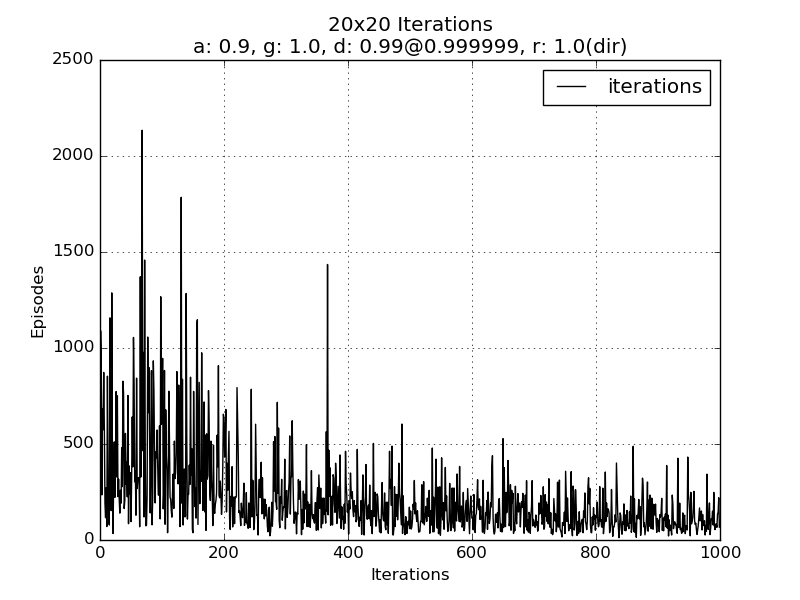 20x20 Iterations
a: 0.9, g: 1.0, d: 0.99@0.999999, r: 1.0(dir)
iterations
2500
2000
1500
1000
500
0
Episodes
0 200 400 600 800 1000
Iterations